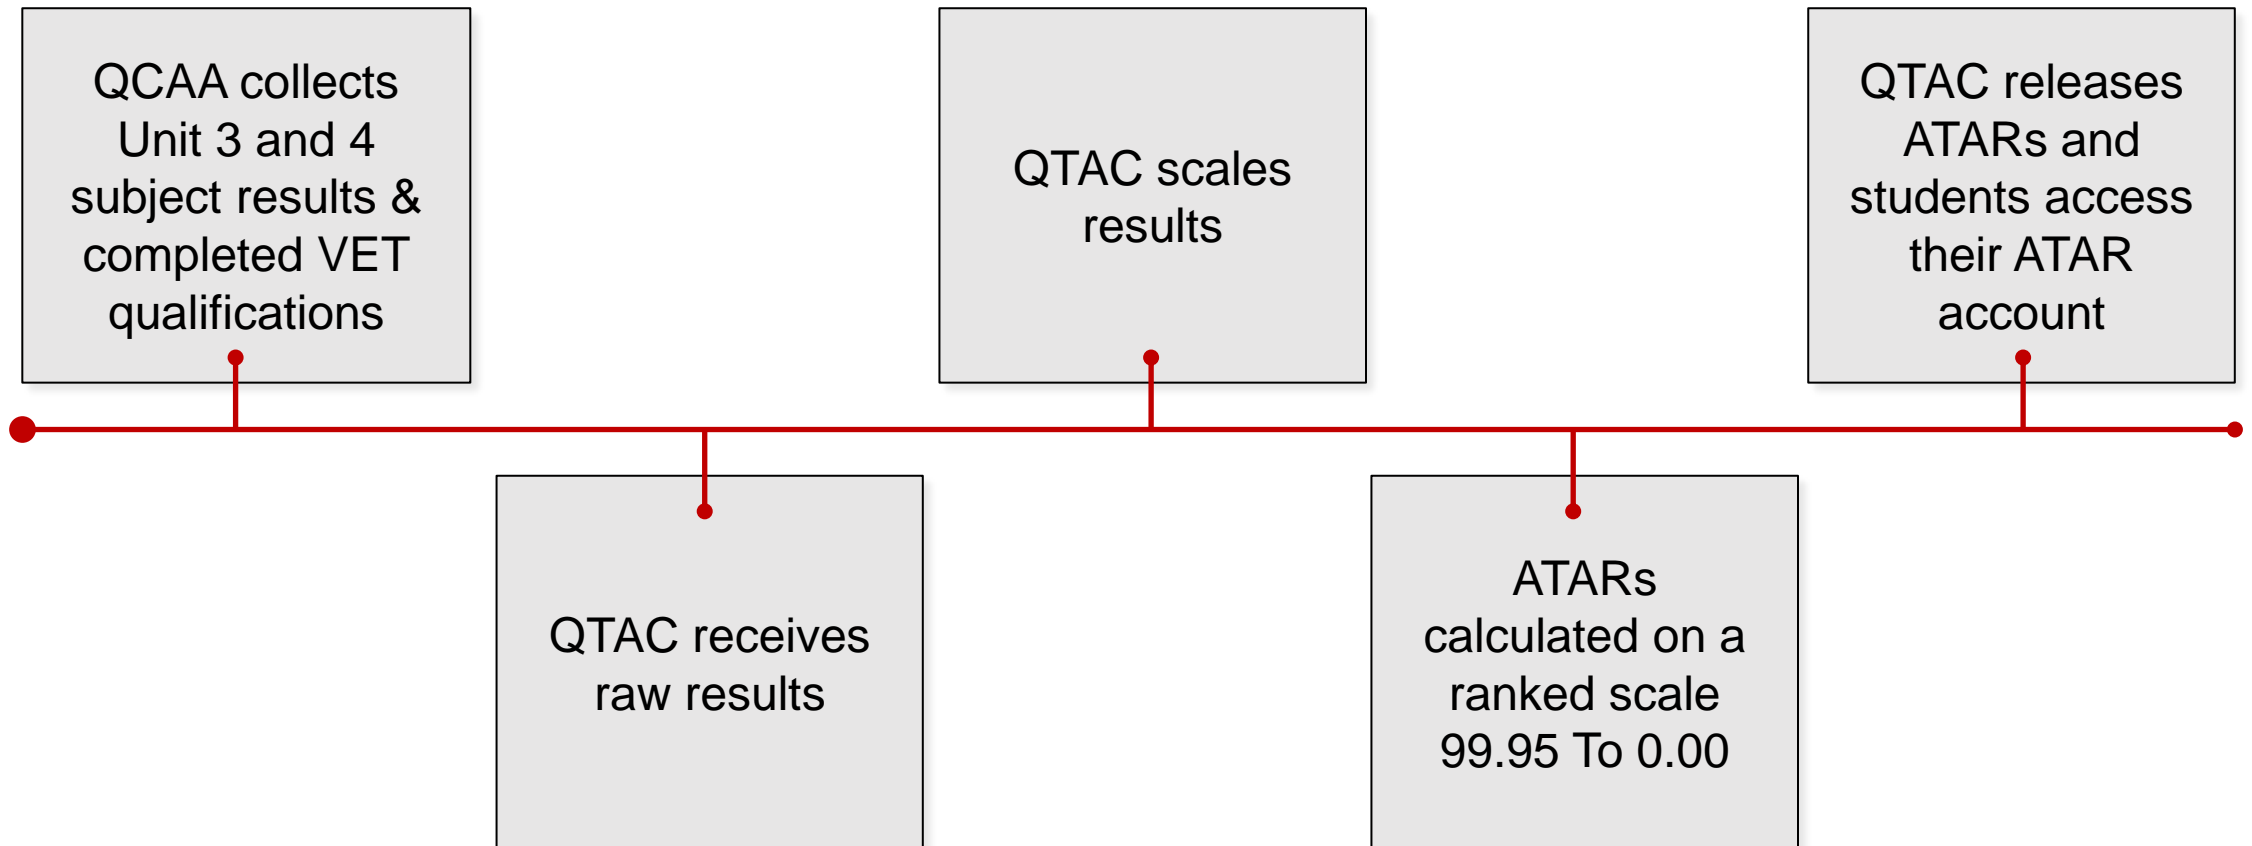 QCAA collects
Unit 3 and 4
subject results &
completed VET
qualifications
QTAC receives
raw results
QTAC scales
results
ATARs
calculated on a
ranked scale
99.95 To 0.00
QTAC releases
ATARs and
students access
their ATAR
account